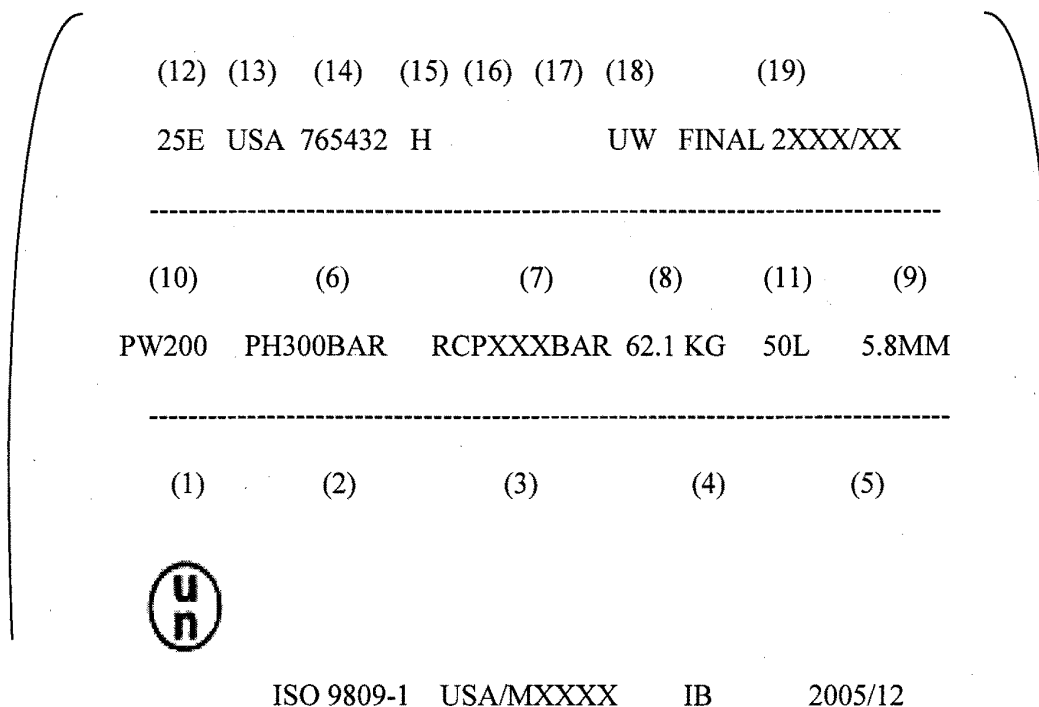 (12) (13) (14) (15) (16) (17) (18) (19)
25E USA 765432 H UW FINAL 2XXX/XX
(10) (6) (7) (8) (11) (9)
PW200 PH300BAR RCPXXXBAR 62.1 KG 50L 5.8MM
(1) (2) (3) (4) (5)
u
n
ISO 9809-1 USA/MXXXX IB 2005/12